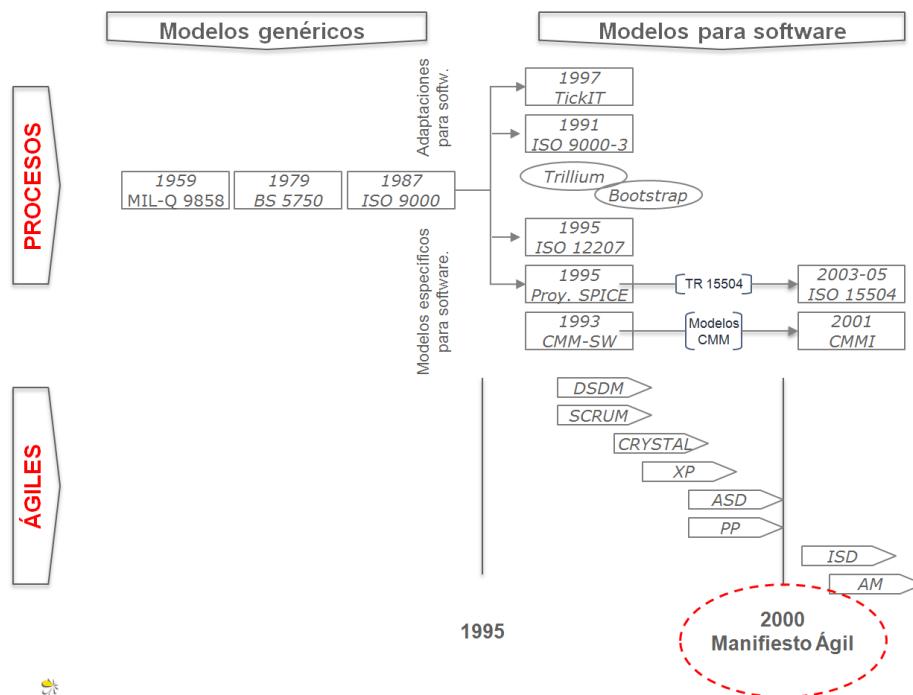 Modelos genéricos
Modelos para software
PROCESOS
Adaptaciones
para softw.
1997
TickIT
1991
ISO 9000-3
Trillium
Bootstrap
1959
MIL-Q 9858
1979
BS 5750
1987
ISO 9000
Modelos específicos
para software.
1995
ISO 12207
1995
Proy. SPICE
TR 15504
2003-05
ISO 15504
1993
CMM-SW
Modelos
CMM
2001
CMMI
ÁGILES
DSDM
SCRUM
CRYSTAL
XP
ASD
PP
ISD
AM
1995
2000
Manifiesto Ágil